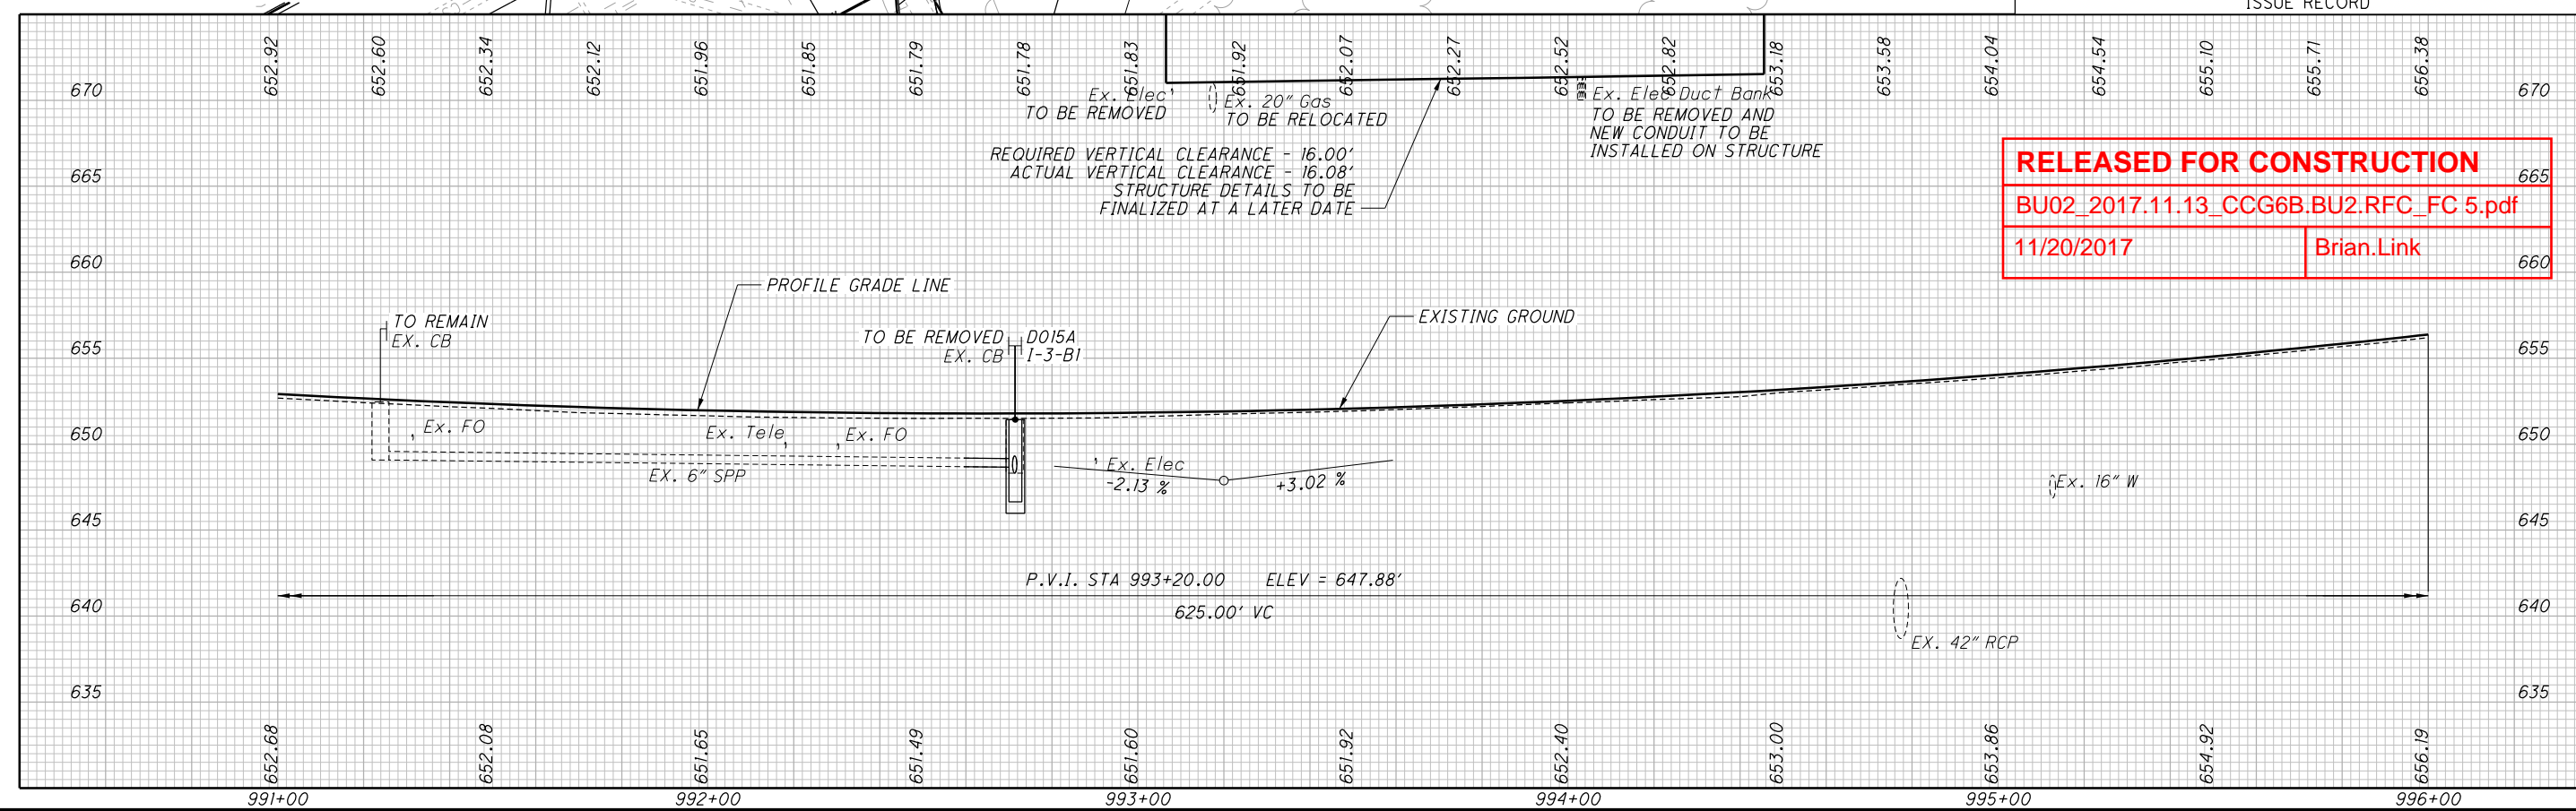 ISSUE RECORD
652.92 652.60 652.34 652.12 651.96 651.85 651.79 651.78 651.83 651.92 652.07 652.27 652.52 652.82 653.18 653.58 654.04 654.54 655.10 655.71 656.38
670 670
Ex. Elec
TO BE REMOVED
Ex. 20" Gas
TO BE RELOCATED
Ex. Elec Duct Bank
TO BE REMOVED AND
NEW CONDUIT TO BE
INSTALLED ON STRUCTURE
REQUIRED VERTICAL CLEARANCE - 16.00'
ACTUAL VERTICAL CLEARANCE - 16.08'
STRUCTURE DETAILS TO BE
FINALIZED AT A LATER DATE
RELEASED FOR CONSTRUCTION
BU02_2017.11.13_CCG6B.BU2.RFC_FC 5.pdf
11/20/2017 Brian.Link
665 665
660 660
PROFILE GRADE LINE
EXISTING GROUND
TO REMAIN
EX. CB
TO BE REMOVED
EX. CB
D015A
I-3-B1
655 655
650 650
Ex. FO
Ex. Tele
Ex. FO
EX. 6" SPP
Ex. Elec
-2.13 %
+3.02 %
Ex. 16" W
645 645
P.V.I. STA 993+20.00 ELEV = 647.88'
625.00' VC
640 640
EX. 42" RCP
635 635
652.68 652.08 651.65 651.49 651.60 651.92 652.40 653.00 653.86 654.92 656.19
991+00 992+00 993+00 994+00 995+00 996+00